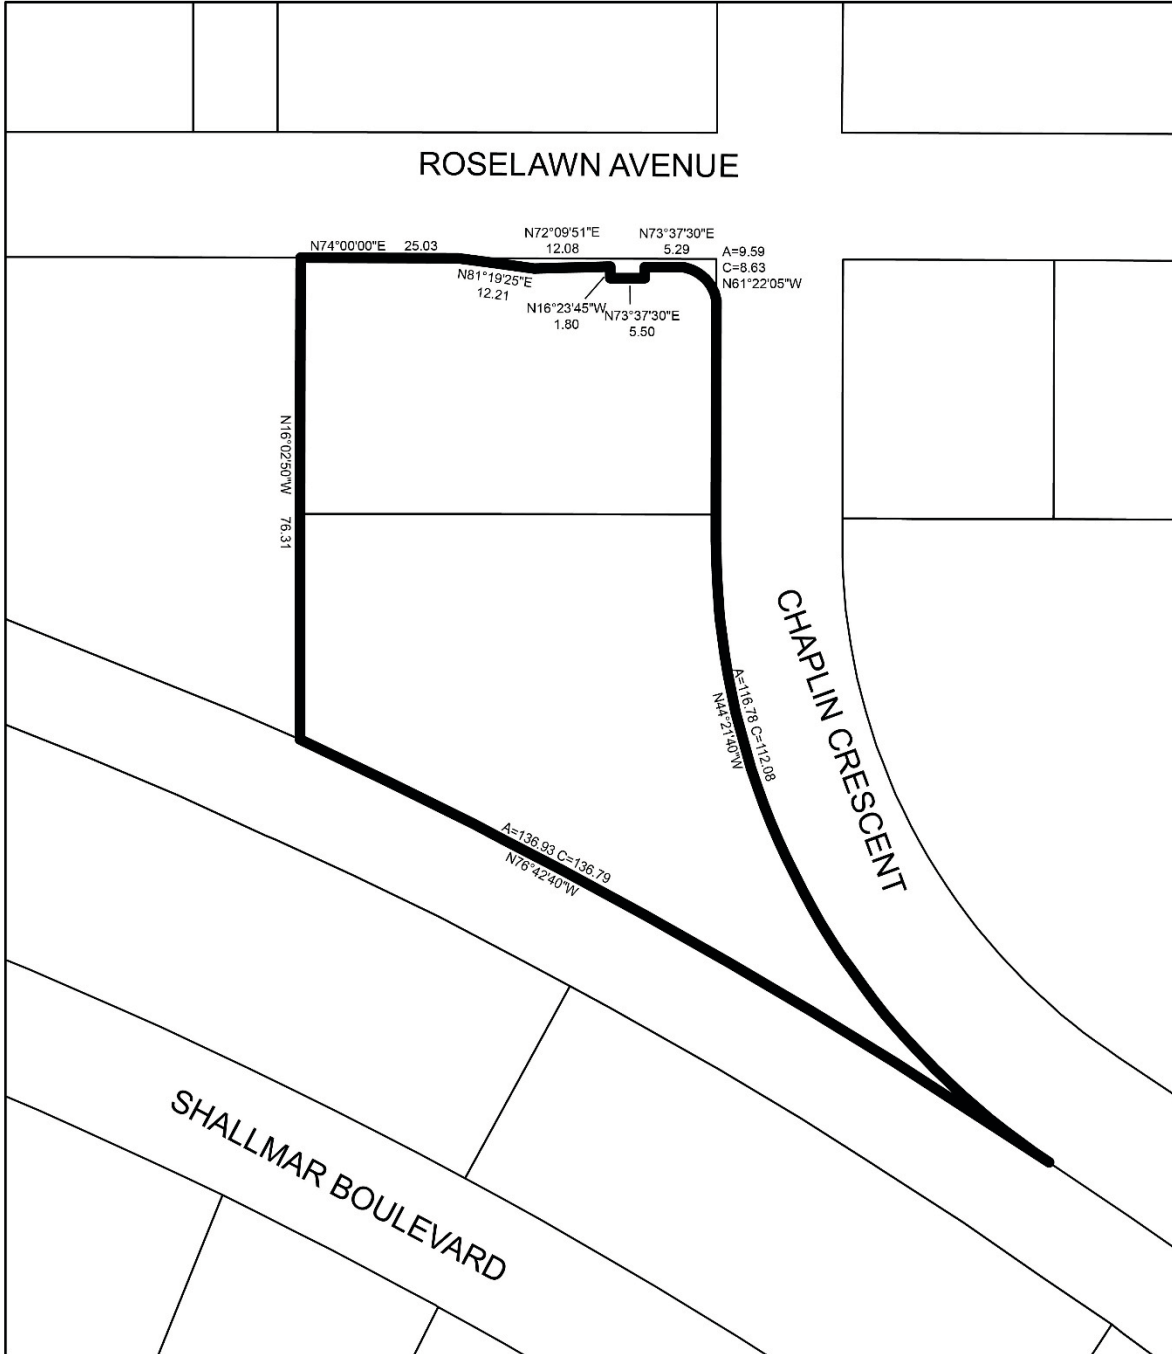 ROSELAWN AVENUE
N74°00'00"E 25.03
N72°09'51"E
12.08
N73°37'30"E
5.29
A=9.59
C=8.63
N61°22'05"W
N81°19'25"E
12.21
N16°23'45"W
1.80
N73°37'30"E
5.50
N16°02'50"W 76.31
CHAPLIN CRESCENT
A=116.78 C=112.08
N44°21'40"W
A=136.93 C=136.79
N76°42'40"W
SHALLMAR BOULEVARD